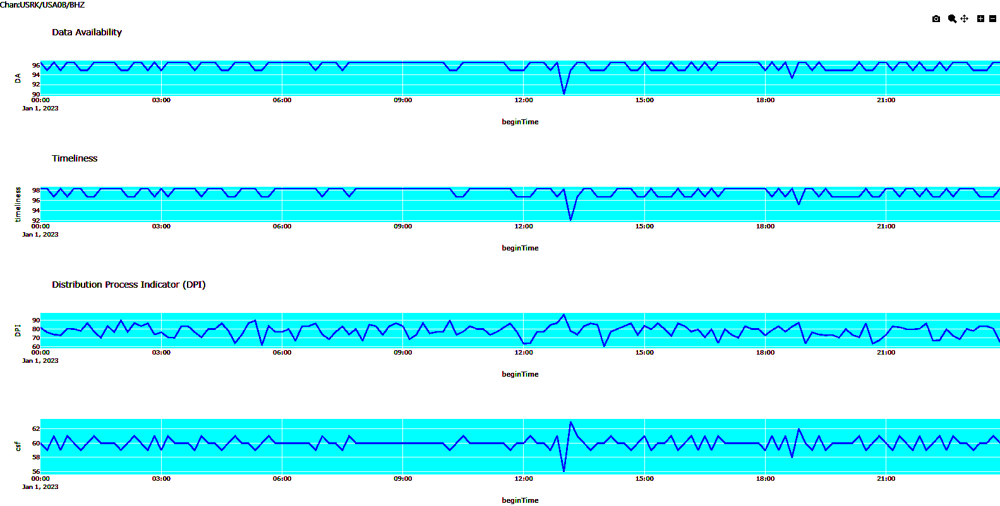 Chan:USRK/USA0B/BHZ
Data Availability
DA
96
94
92
90
00:00 03:00 06:00 09:00 12:00 15:00 18:00 21:00
Jan 1, 2023
beginTime
Timeliness
timeliness
98
96
94
92
00:00 03:00 06:00 09:00 12:00 15:00 18:00 21:00
Jan 1, 2023
beginTime
Distribution Process Indicator (DPI)
DPI
90
80
70
60
00:00 03:00 06:00 09:00 12:00 15:00 18:00 21:00
Jan 1, 2023
beginTime
csf
62
60
58
56
00:00 03:00 06:00 09:00 12:00 15:00 18:00 21:00
Jan 1, 2023
beginTime